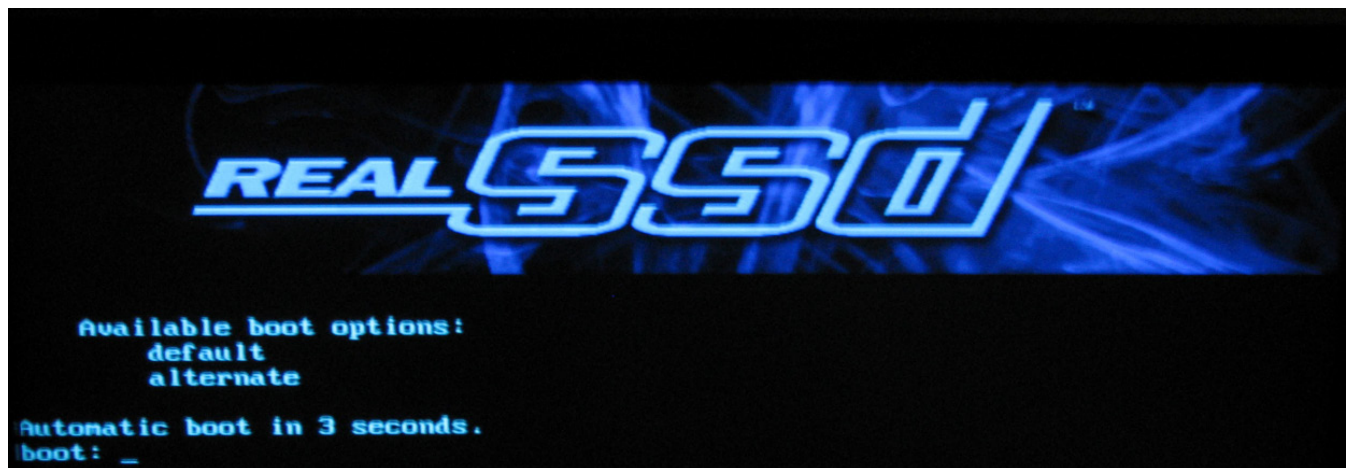 REAL SSD
Available boot options:
default
alternate
Automatic boot in 3 seconds.
boot: _